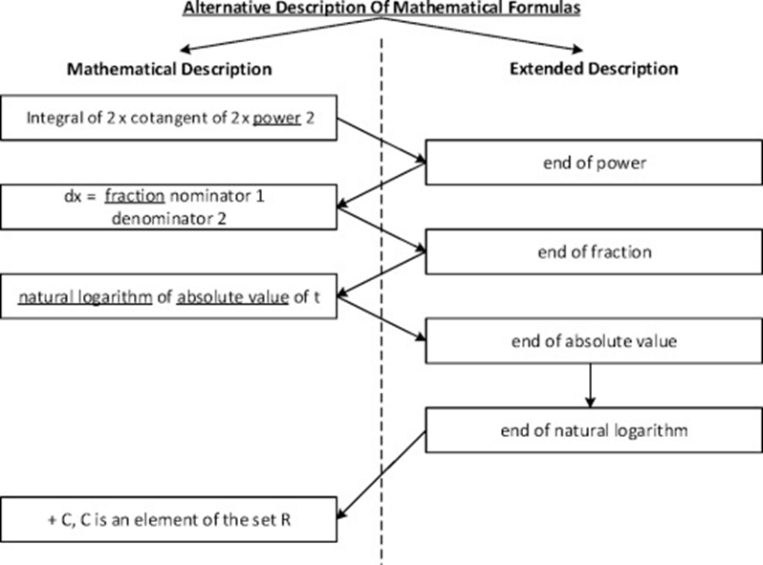 Alternative Description Of Mathematical Formulas
Mathematical Description
Extended Description
Integral of 2x cotangent of 2x power 2
end of power
dx = fraction nominator 1
denominator 2
end of fraction
natural logarithm of absolute value of t
end of absolute value
end of natural logarithm
+ C, C is an element of the set R